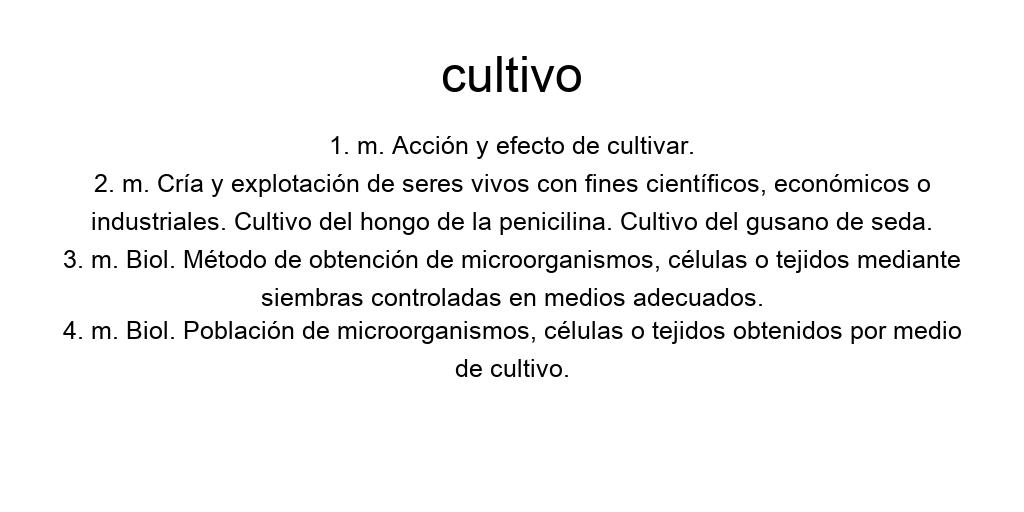 cultivo
1. m. Acción y efecto de cultivar.
2. m. Cría y explotación de seres vivos con fines científicos, económicos o
industriales. Cultivo del hongo de la penicilina. Cultivo del gusano de seda.
3. m. Biol. Método de obtención de microorganismos, células o tejidos mediante
siembras controladas en medios adecuados.
4. m. Biol. Población de microorganismos, células o tejidos obtenidos por medio
de cultivo.